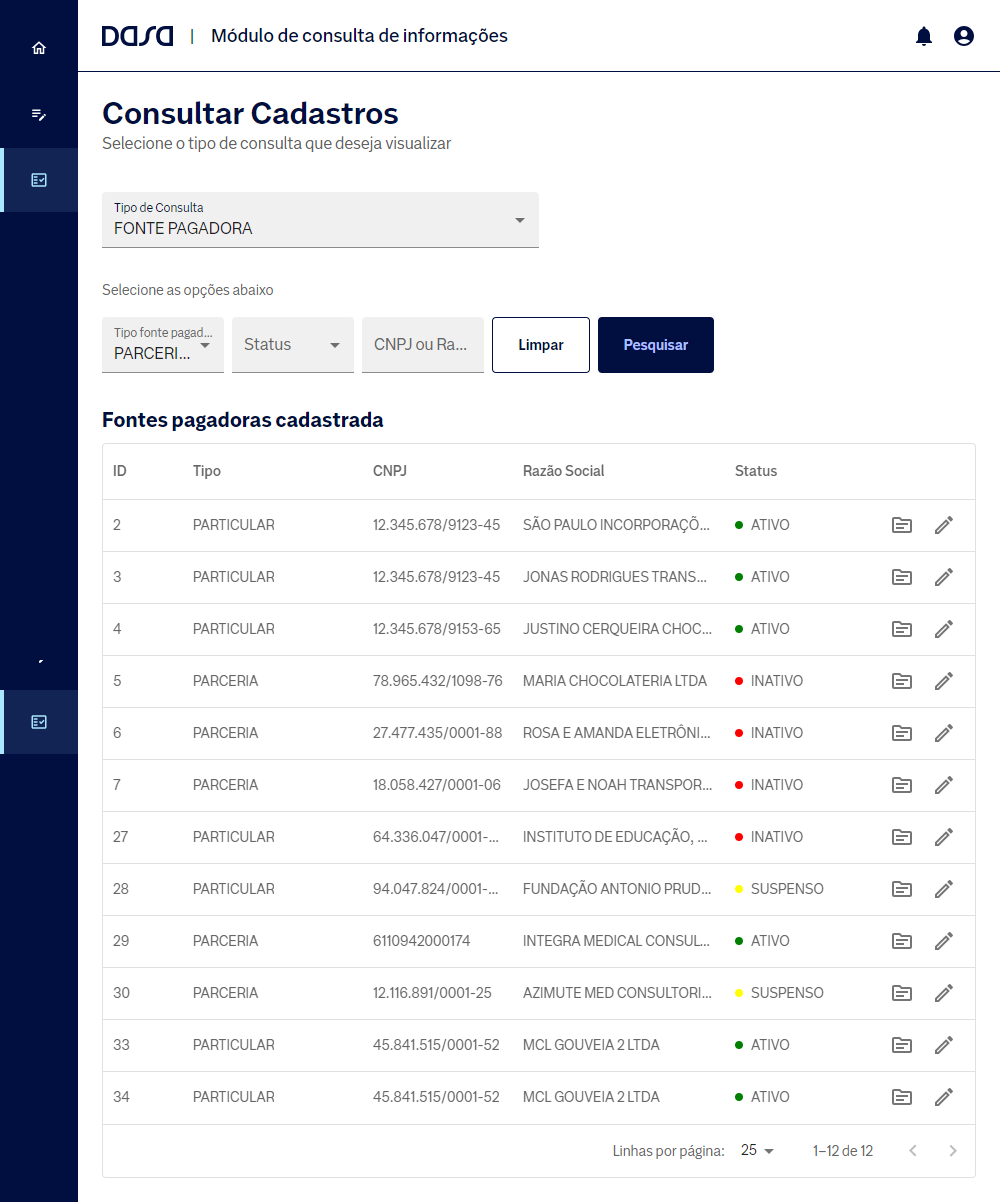 DASA | Módulo de consulta de informações
Consultar Cadastros
Selecione o tipo de consulta que deseja visualizar
Tipo de Consulta
FONTE PAGADORA
Selecione as opções abaixo
Tipo fonte pagad...
PARCERI... Status CNPJ ou Ra... Limpar Pesquisar
Fontes pagadoras cadastrada
ID Tipo CNPJ Razão Social Status
2 PARTICULAR 12.345.678/9123-45 SÃO PAULO INCORPORAÇÕ... ATIVO
3 PARTICULAR 12.345.678/9123-45 JONAS RODRIGUES TRANS... ATIVO
4 PARTICULAR 12.345.678/9153-65 JUSTINO CERQUEIRA CHOC... ATIVO
5 PARCERIA 78.965.432/1098-76 MARIA CHOCOLATERIA LTDA INATIVO
6 PARCERIA 27.477.435/0001-88 ROSA E AMANDA ELETRÔNI... INATIVO
7 PARCERIA 18.058.427/0001-06 JOSEFA E NOAH TRANSPOR... INATIVO
27 PARTICULAR 64.336.047/0001-... INSTITUTO DE EDUCAÇÃO, ... INATIVO
28 PARTICULAR 94.047.824/0001-... FUNDAÇÃO ANTONIO PRUD... SUSPENSO
29 PARCERIA 6110942000174 INTEGRA MEDICAL CONSUL... ATIVO
30 PARCERIA 12.116.891/0001-25 AZIMUTE MED CONSULTORI... SUSPENSO
33 PARTICULAR 45.841.515/0001-52 MCL GOUVEIA 2 LTDA ATIVO
34 PARTICULAR 45.841.515/0001-52 MCL GOUVEIA 2 LTDA ATIVO
Linhas por página: 25 1–12 de 12